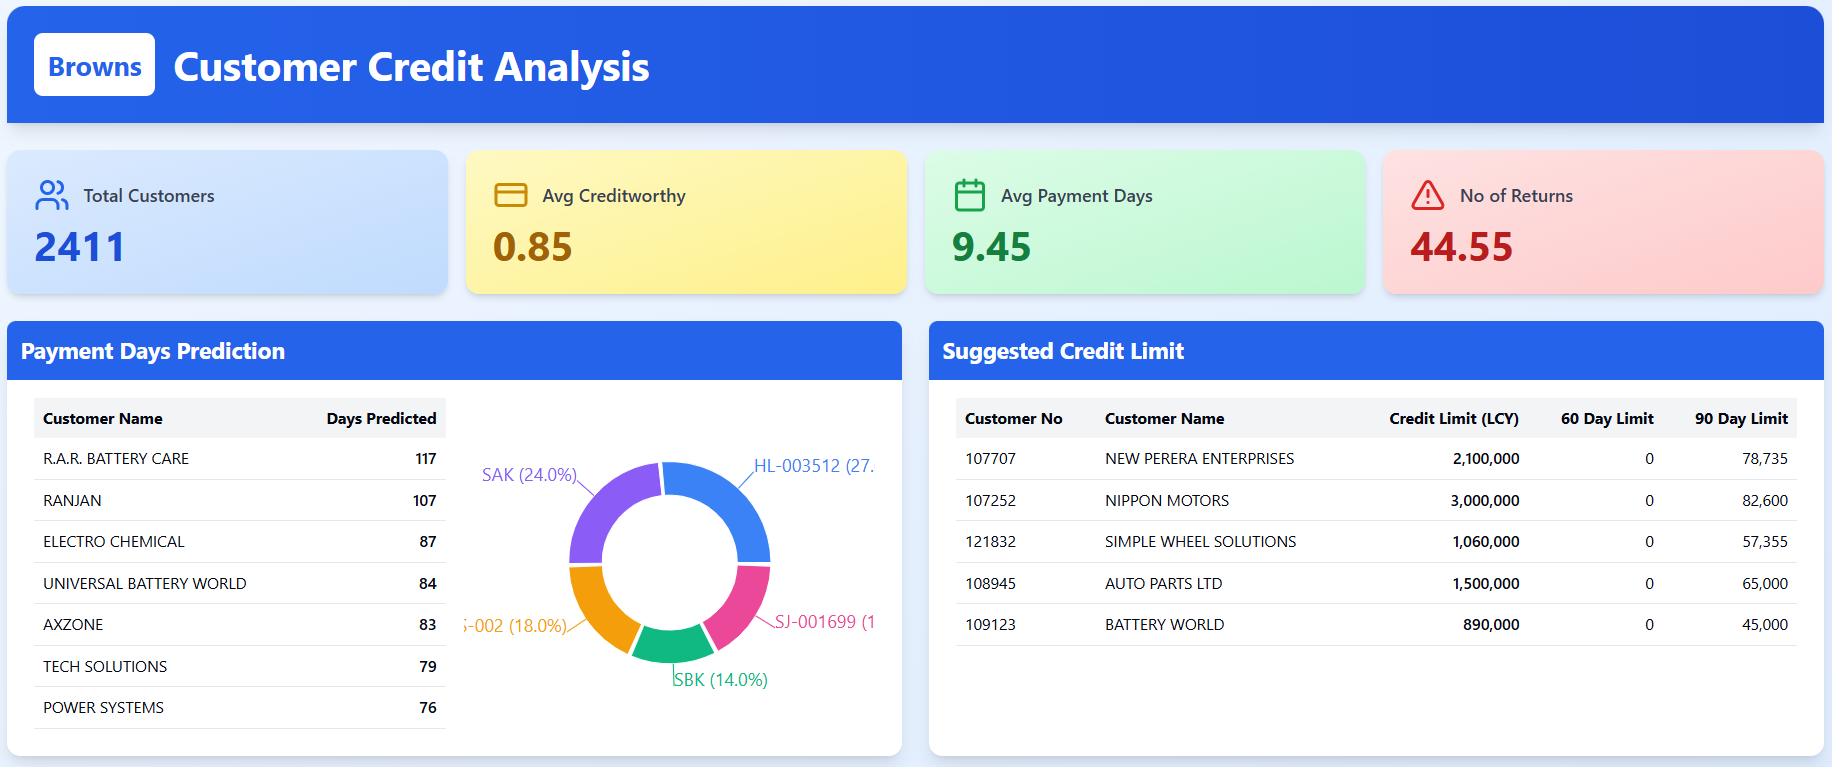 Browns
Customer Credit Analysis
Total Customers
2411
Avg Creditworthy
0.85
Avg Payment Days
9.45
No of Returns
44.55
Payment Days Prediction
Customer Name Days Predicted
R.A.R. BATTERY CARE 117
RANJAN 107
ELECTRO CHEMICAL 87
UNIVERSAL BATTERY WORLD 84
AXZONE 83
TECH SOLUTIONS 79
POWER SYSTEMS 76
SAK (24.0%)
HL-003512 (27.
-002 (18.0%)
SJ-001699 (1
SBK (14.0%)
Suggested Credit Limit
Customer No Customer Name Credit Limit (LCY) 60 Day Limit 90 Day Limit
107707 NEW PERERA ENTERPRISES 2,100,000 0 78,735
107252 NIPPON MOTORS 3,000,000 0 82,600
121832 SIMPLE WHEEL SOLUTIONS 1,060,000 0 57,355
108945 AUTO PARTS LTD 1,500,000 0 65,000
109123 BATTERY WORLD 890,000 0 45,000